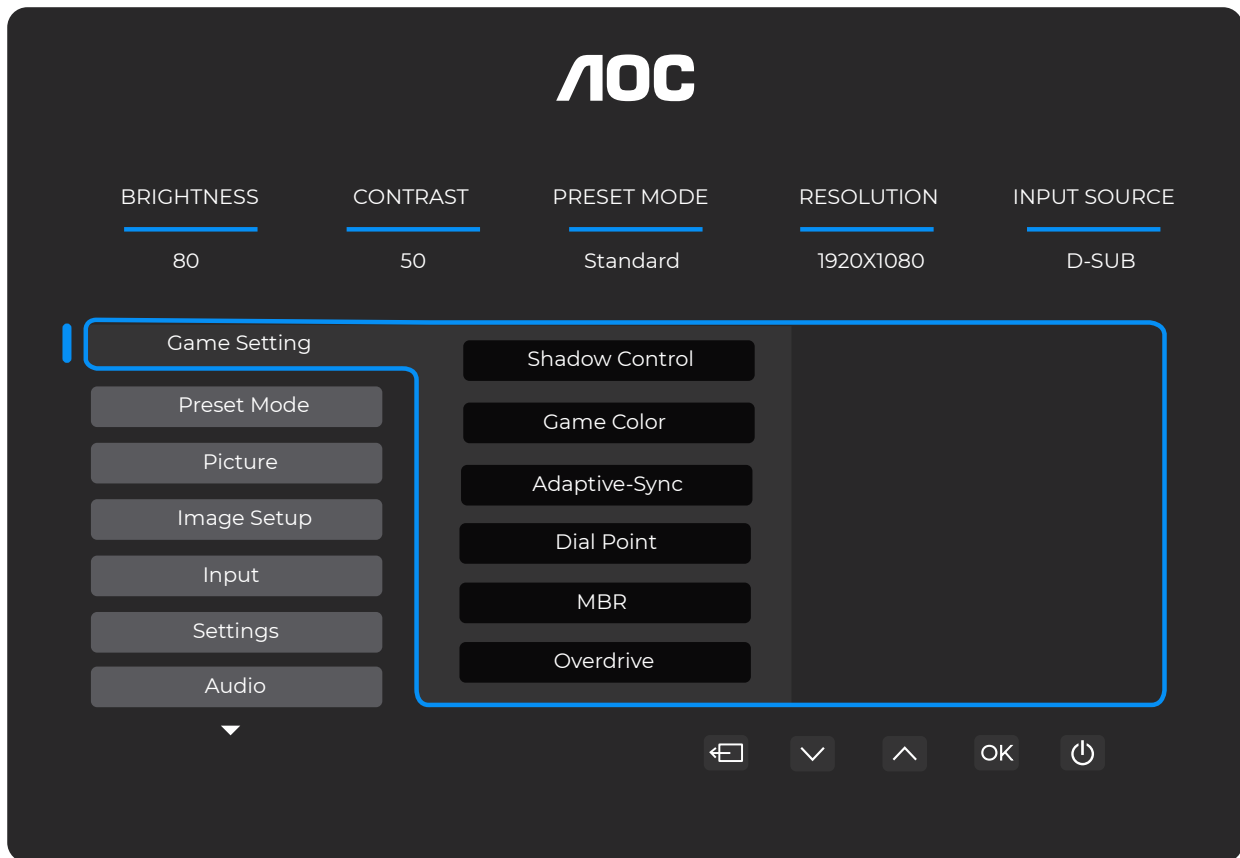 AOC
BRIGHTNESS CONTRAST PRESET MODE RESOLUTION INPUT SOURCE
80 50 Standard 1920X1080 D-SUB
Game Setting
Preset Mode
Picture
Image Setup
Input
Settings
Audio
Shadow Control
Game Color
Adaptive-Sync
Dial Point
MBR
Overdrive
OK